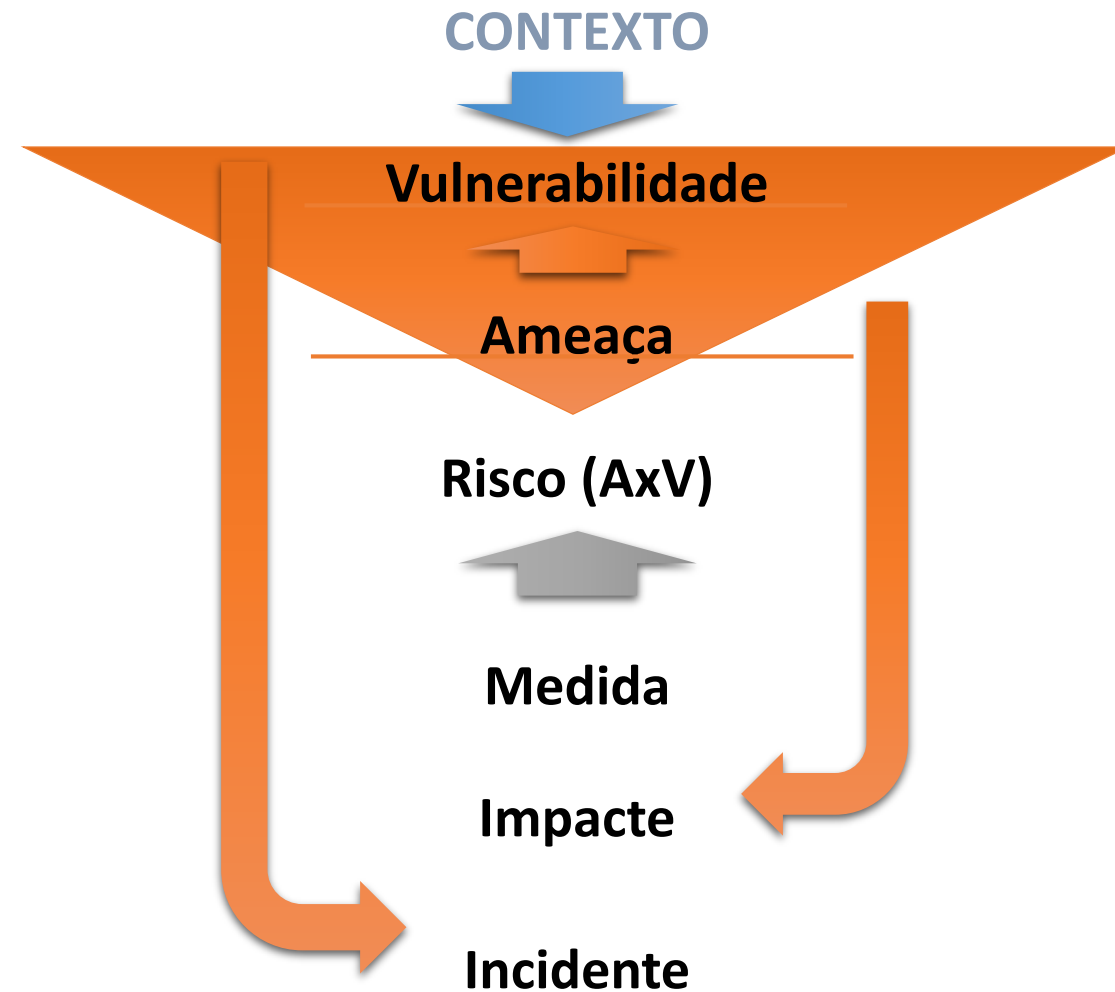 CONTEXTO
Vulnerabilidade
Ameaça
Risco (AxV)
Medida
Impacte
Incidente